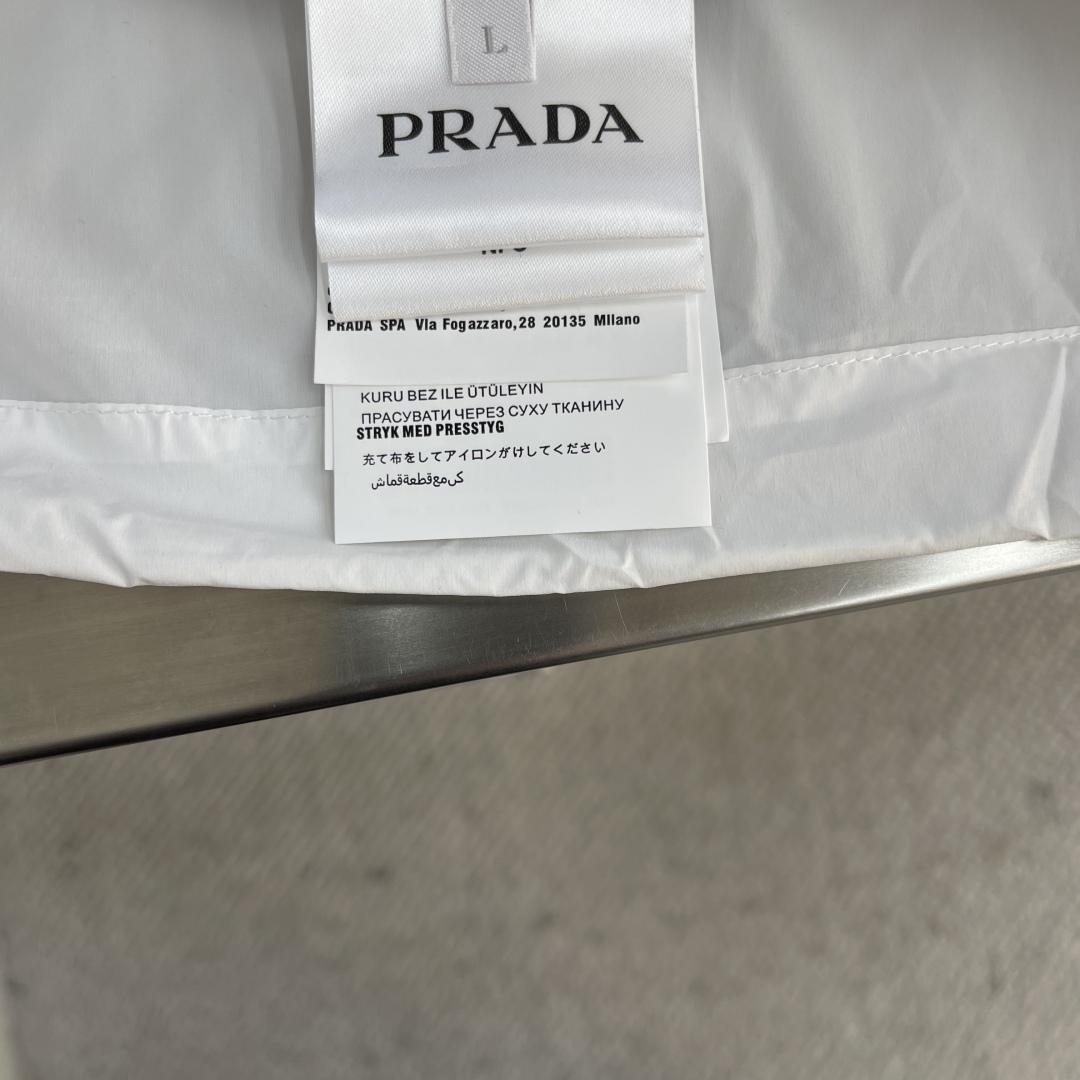 L
PRADA
PRADA SPA VIa Fogazzaro,28 20135 MIlano
KURU BEZ ILE ÜTÜLEYIN
ПРАСУВАТИ ЧЕРЕЗ СУХУ ТКАНИНУ
STRYK MED PRESSTYG
充て布をしてアイロンがけしてください
كى مع قطعة قماش